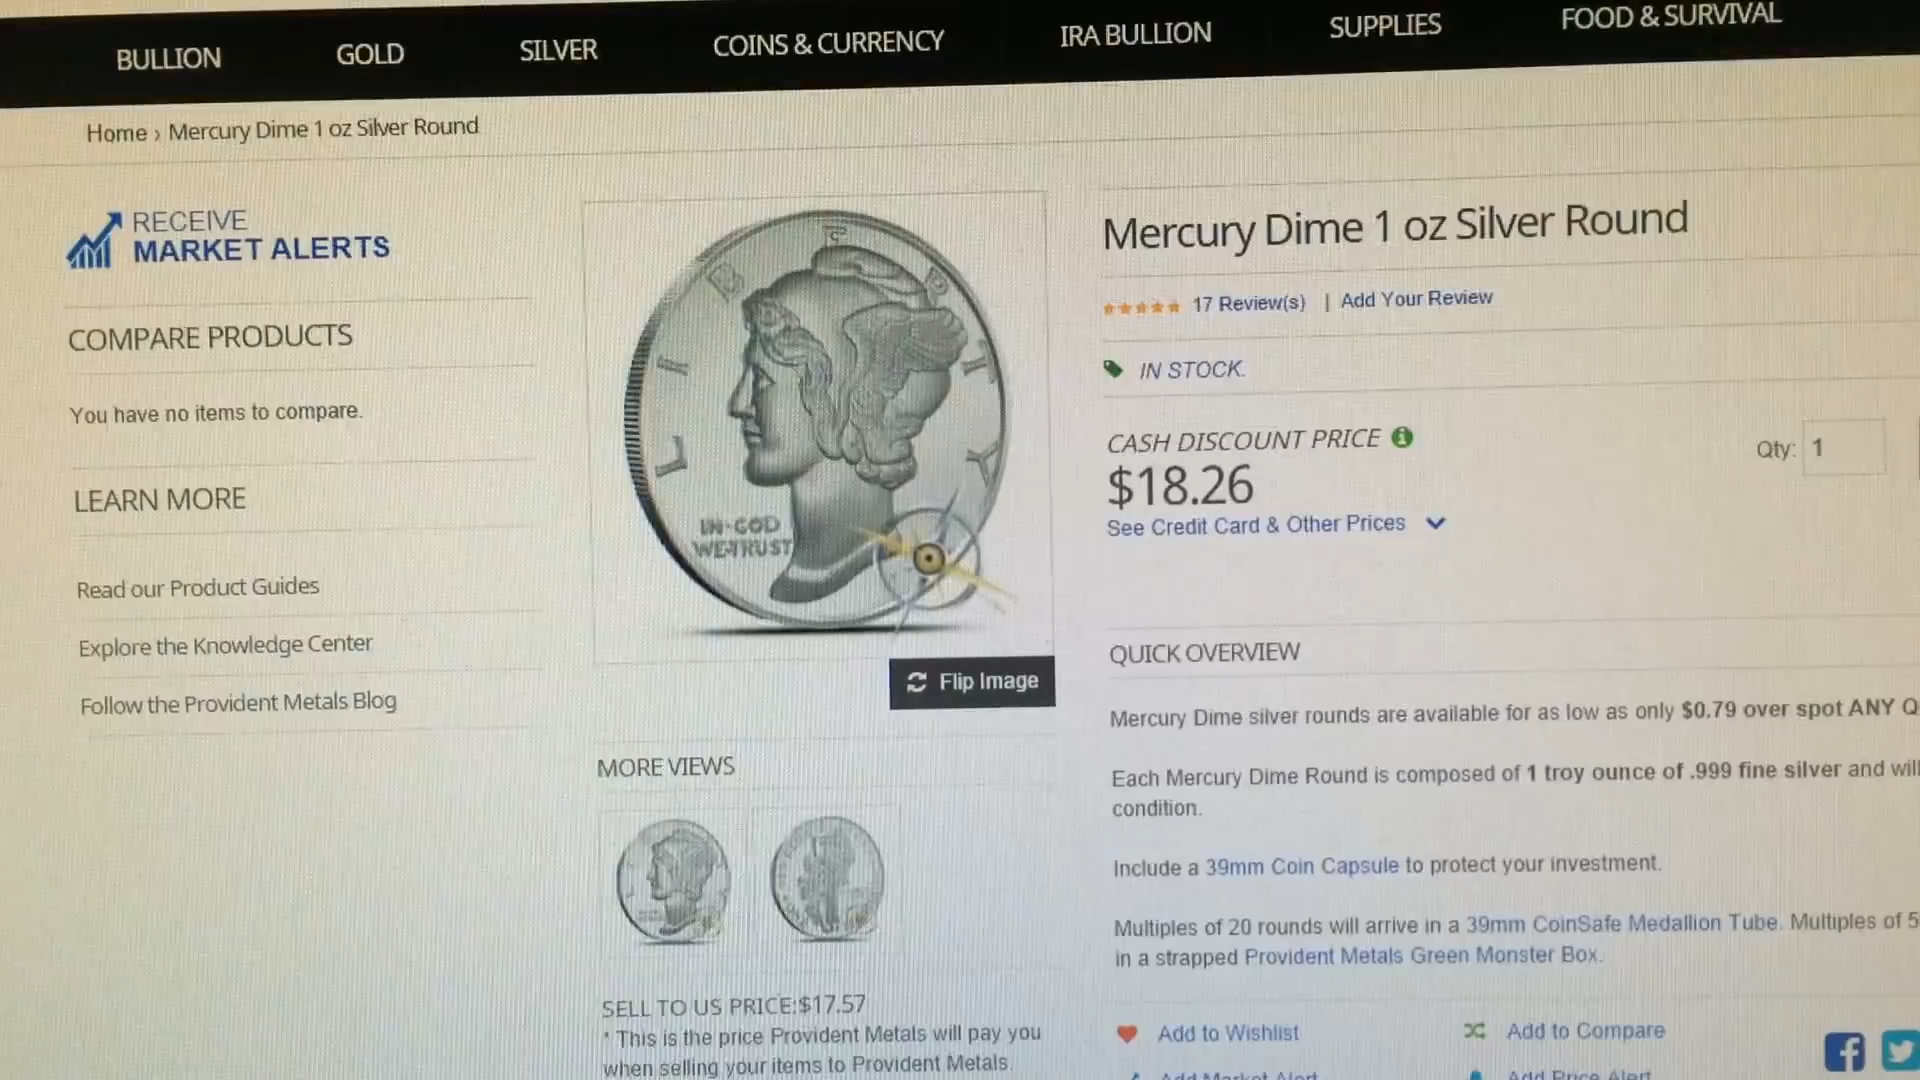 BULLION GOLD SILVER COINS & CURRENCY IRA BULLION SUPPLIES FOOD & SURVIVAL
Home › Mercury Dime 1 oz Silver Round
RECEIVE
MARKET ALERTS
COMPARE PRODUCTS
You have no items to compare.
LEARN MORE
Read our Product Guides
Explore the Knowledge Center
Follow the Provident Metals Blog
LIBERTY
IN·GOD
WE·TRUST
Flip Image
MORE VIEWS
SELL TO US PRICE:$17.57
* This is the price Provident Metals will pay you
when selling your items to Provident Metals.
Mercury Dime 1 oz Silver Round
17 Review(s) | Add Your Review
IN STOCK.
CASH DISCOUNT PRICE
$18.26
Qty: 1
See Credit Card & Other Prices
QUICK OVERVIEW
Mercury Dime silver rounds are available for as low as only $0.79 over spot ANY Q
Each Mercury Dime Round is composed of 1 troy ounce of .999 fine silver and will
condition.
Include a 39mm Coin Capsule to protect your investment.
Multiples of 20 rounds will arrive in a 39mm CoinSafe Medallion Tube. Multiples of 5
in a strapped Provident Metals Green Monster Box.
Add to Wishlist Add to Compare
Add Market Alert Add Price Alert